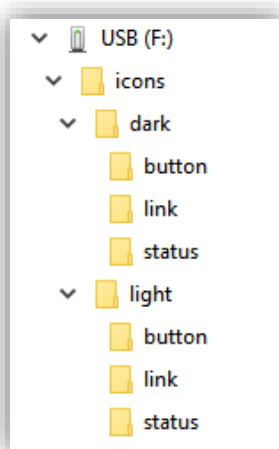 USB (F:)
icons
dark
button
link
status
light
button
link
status